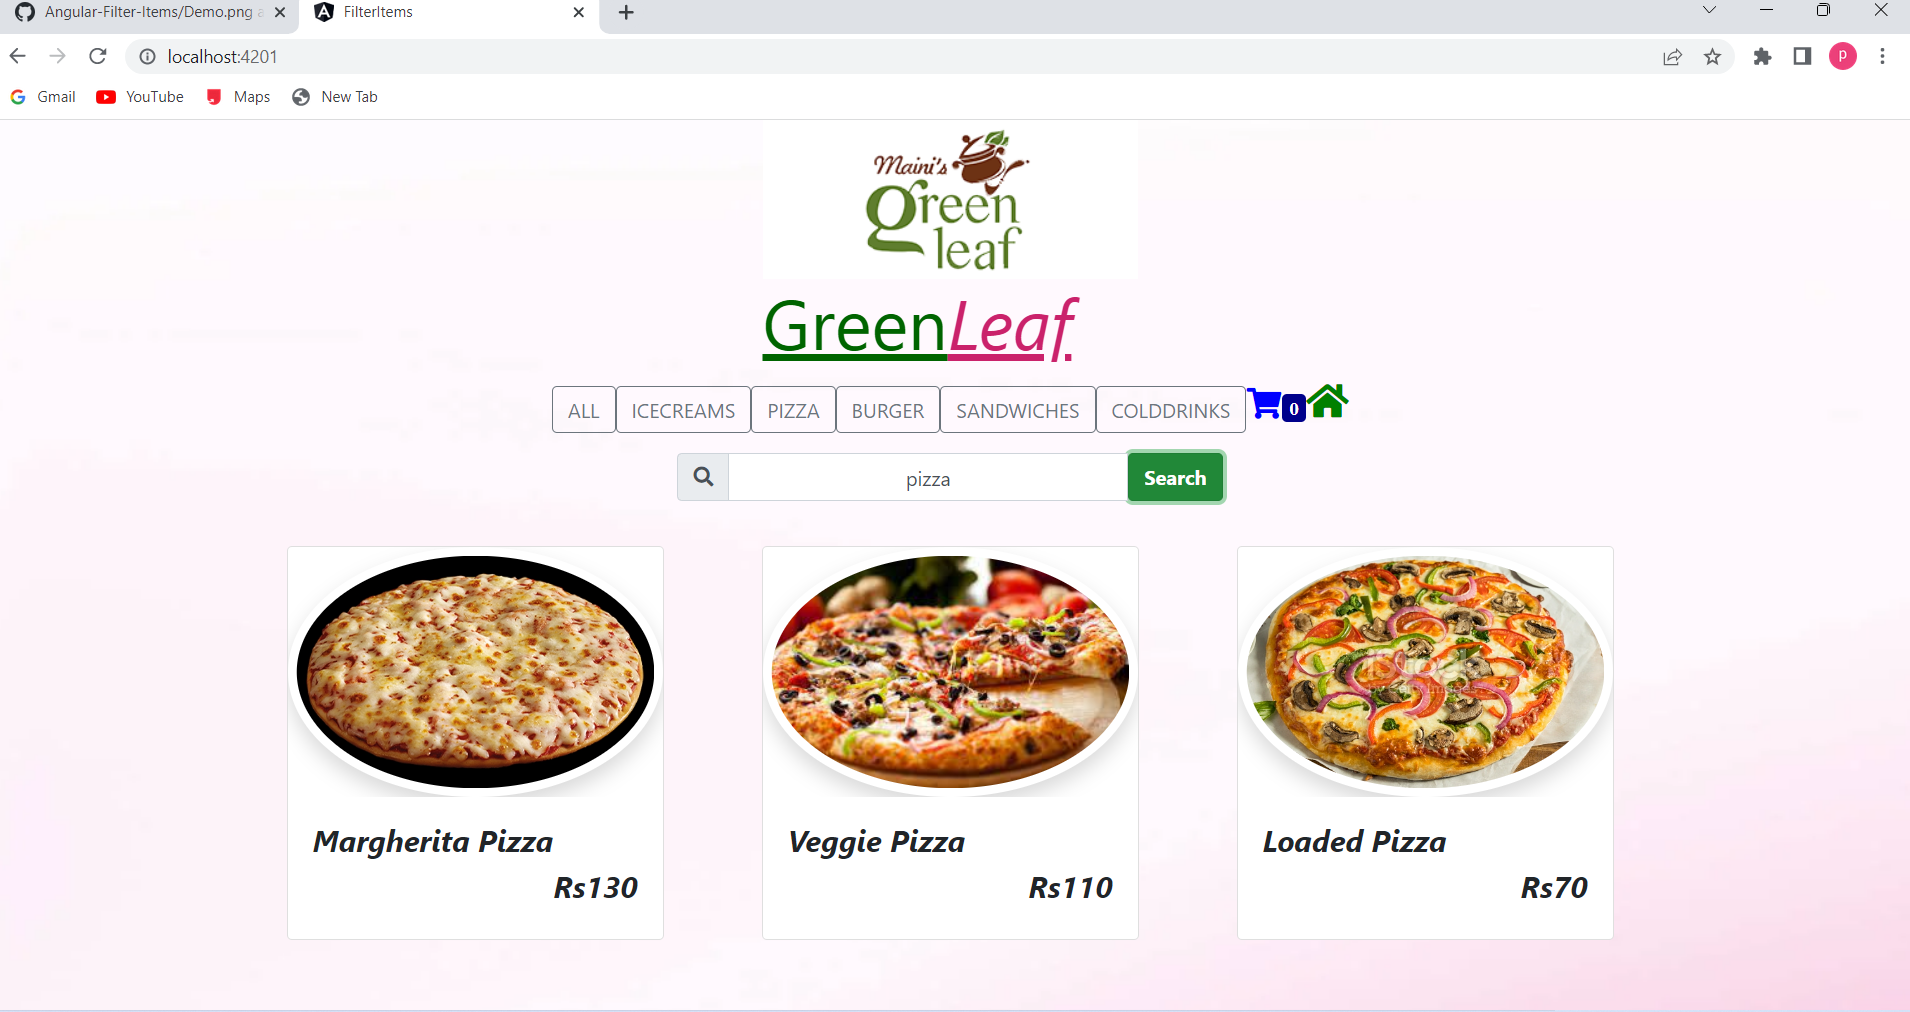 Angular-Filter-Items/Demo.png a
FilterItems
localhost:4201
P
Gmail
YouTube
Maps
New Tab
Maini's
green
leaf
GreenLeaf
ALL
ICECREAMS
PIZZA
BURGER
SANDWICHES
COLDDRINKS
0
pizza
Search
iStock
Margherita Pizza
Veggie Pizza
Loaded Pizza
Rs130
Rs110
Rs70